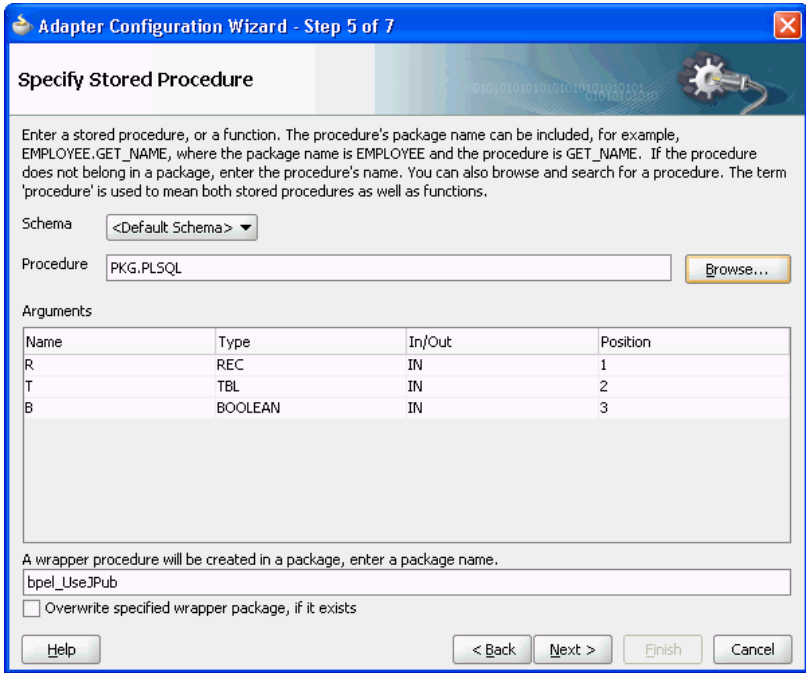 Adapter Configuration Wizard - Step 5 of 7
Specify Stored Procedure
Enter a stored procedure, or a function. The procedure's package name can be included, for example,
EMPLOYEE.GET_NAME, where the package name is EMPLOYEE and the procedure is GET_NAME. If the procedure
does not belong in a package, enter the procedure's name. You can also browse and search for a procedure. The term
'procedure' is used to mean both stored procedures as well as functions.
Schema <Default Schema>
Procedure PKG.PLSQL Browse...
Arguments
Name Type In/Out Position
R REC IN 1
T TBL IN 2
B BOOLEAN IN 3
A wrapper procedure will be created in a package, enter a package name.
bpel_UseJPub
Overwrite specified wrapper package, if it exists
Help < Back Next > Finish Cancel